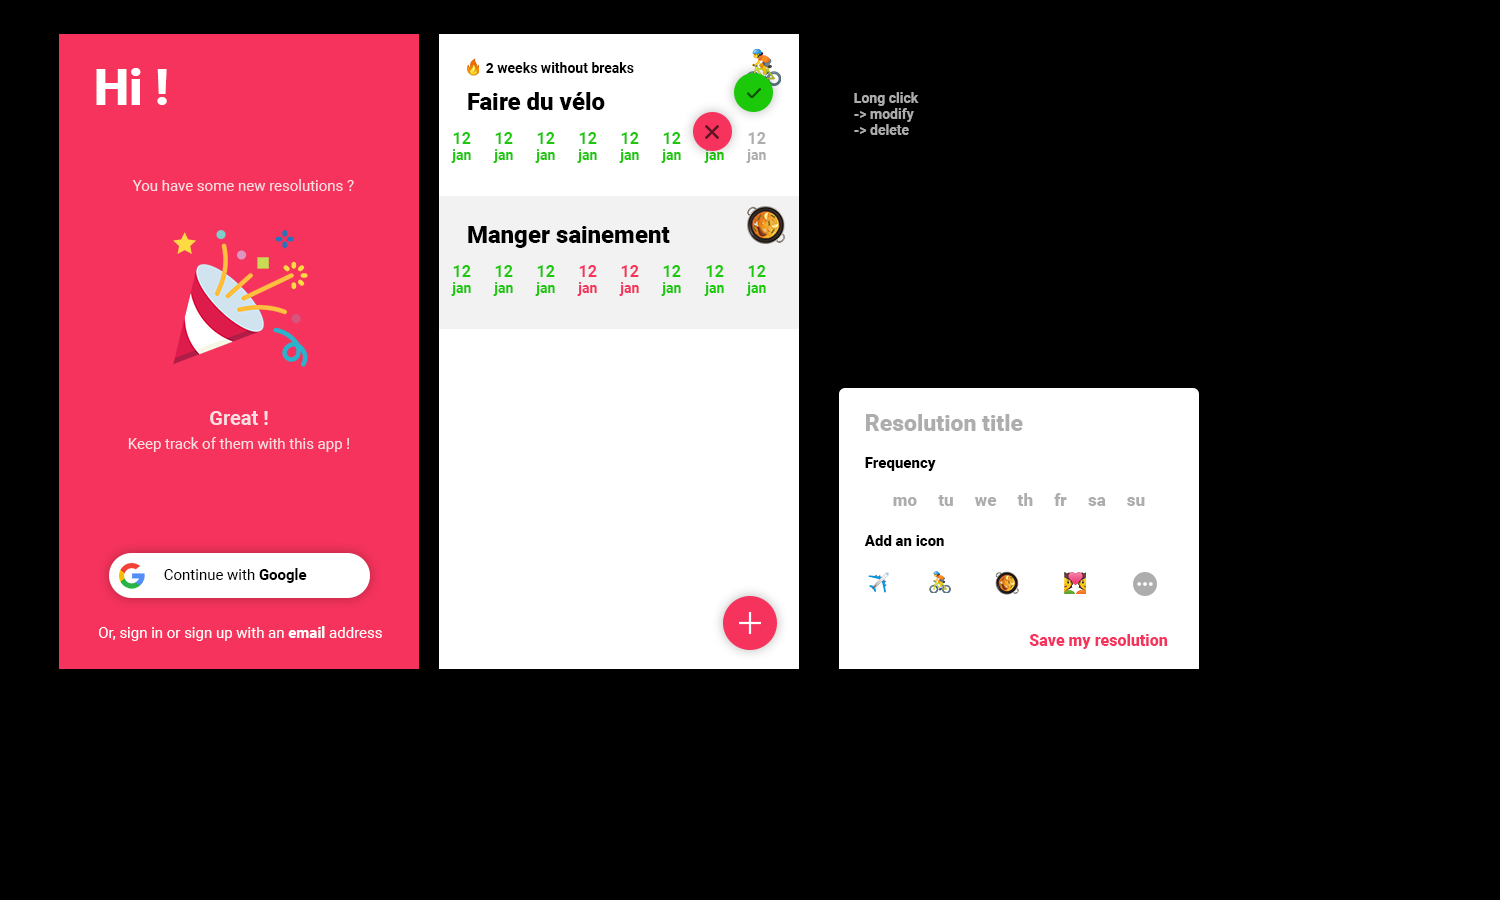 Hi !
You have some new resolutions ?
Great !
Keep track of them with this app !
Continue with Google
Or, sign in or sign up with an email address
2 weeks without breaks
Faire du vélo
12 12 12 12 12 12 12
jan jan jan jan jan jan jan jan
Manger sainement
12 12 12 12 12 12 12 12
jan jan jan jan jan jan jan jan
Long click
-> modify
-> delete
Resolution title
Frequency
mo tu we th fr sa su
Add an icon
Save my resolution